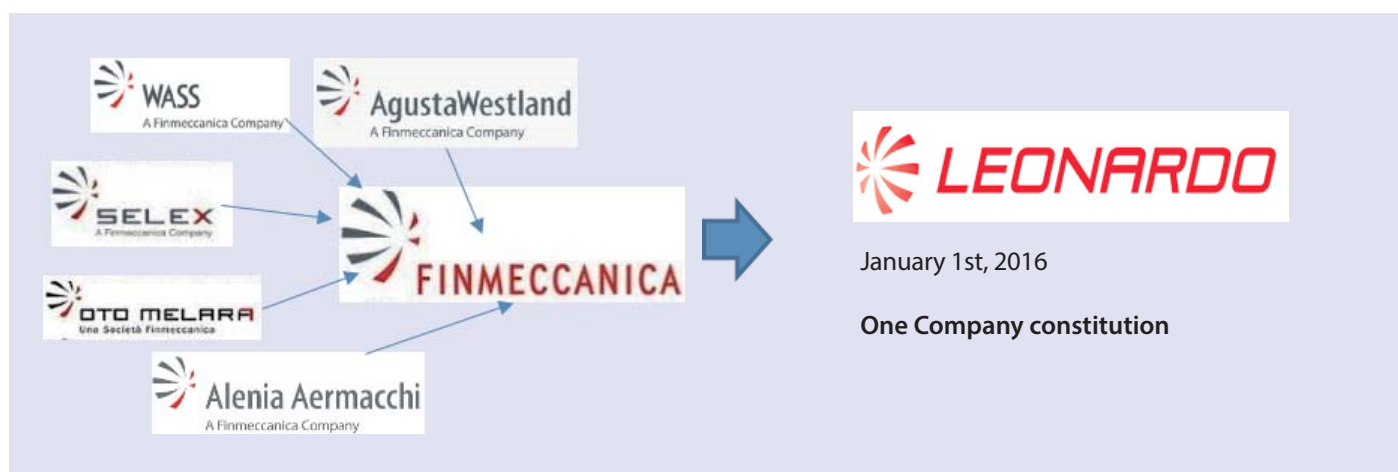 WASS
A Finmeccanica Company
AgustaWestland
A Finmeccanica Company
SELEX
A Finmeccanica Company
OTO MELARA
Una Società Finmeccanica
Alenia Aermacchi
A Finmeccanica Company
FINMECCANICA
LEONARDO
January 1st, 2016
One Company constitution